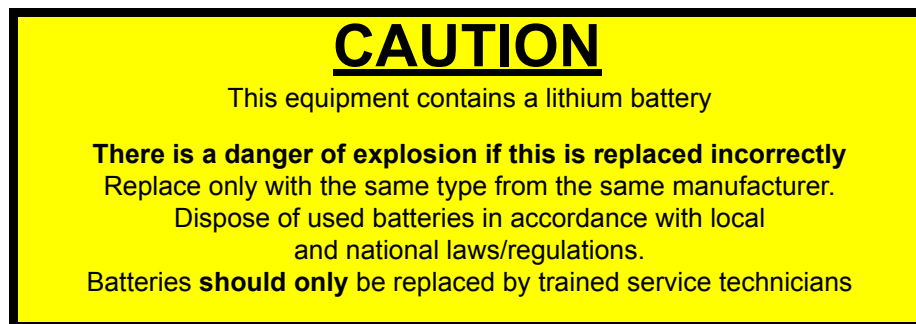 CAUTION
This equipment contains a lithium battery
There is a danger of explosion if this is replaced incorrectly
Replace only with the same type from the same manufacturer.
Dispose of used batteries in accordance with local
and national laws/regulations.
Batteries should only be replaced by trained service technicians